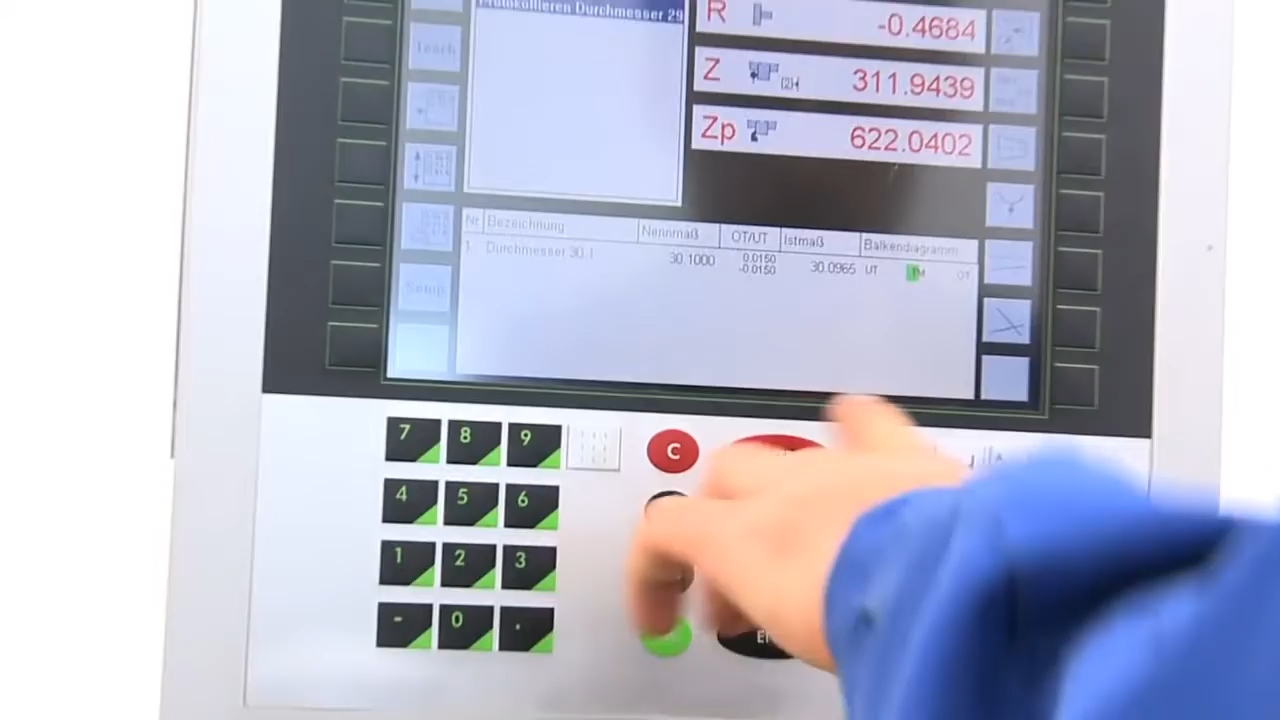 Protokollieren Durchmesser 29
R -0.4684
Teach
Z 311.9439
Zp 622.0402
Nr Bezeichnung Nennmaß OT/UT Istmaß Balkendiagramm
1 Durchmesser 30.1 30.1000 0.0150 30.0965 UT OT
-0.0150
Setup
7 8 9 C
4 5 6
1 2 3
- 0 .